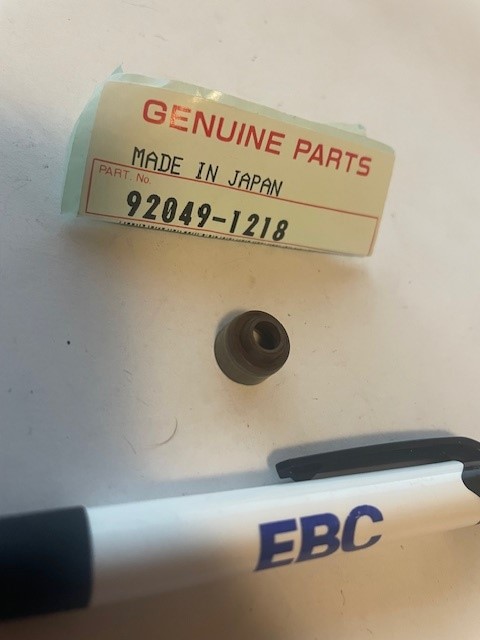 GENUINE PARTS
MADE IN JAPAN
PART. No.
92049-1218
EBC